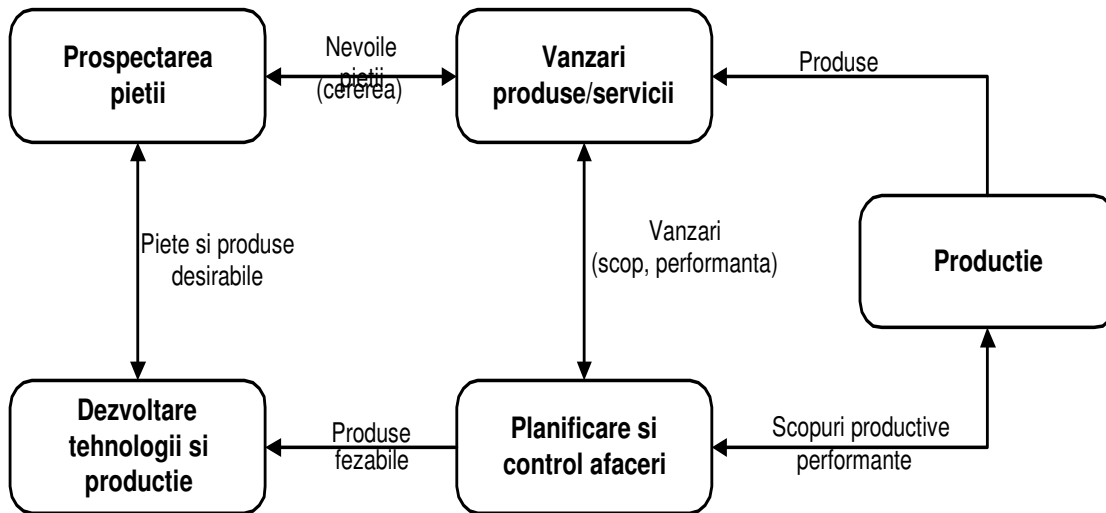 Prospectarea
pietii
Nevoile
pietii
(cererea)
Vanzari
produse/servicii
Produse
Piete si produse
desirabile
Vanzari
(scop, performanta)
Productie
Dezvoltare
tehnologii si
productie
Produse
fezabile
Planificare si
control afaceri
Scopuri productive
performante